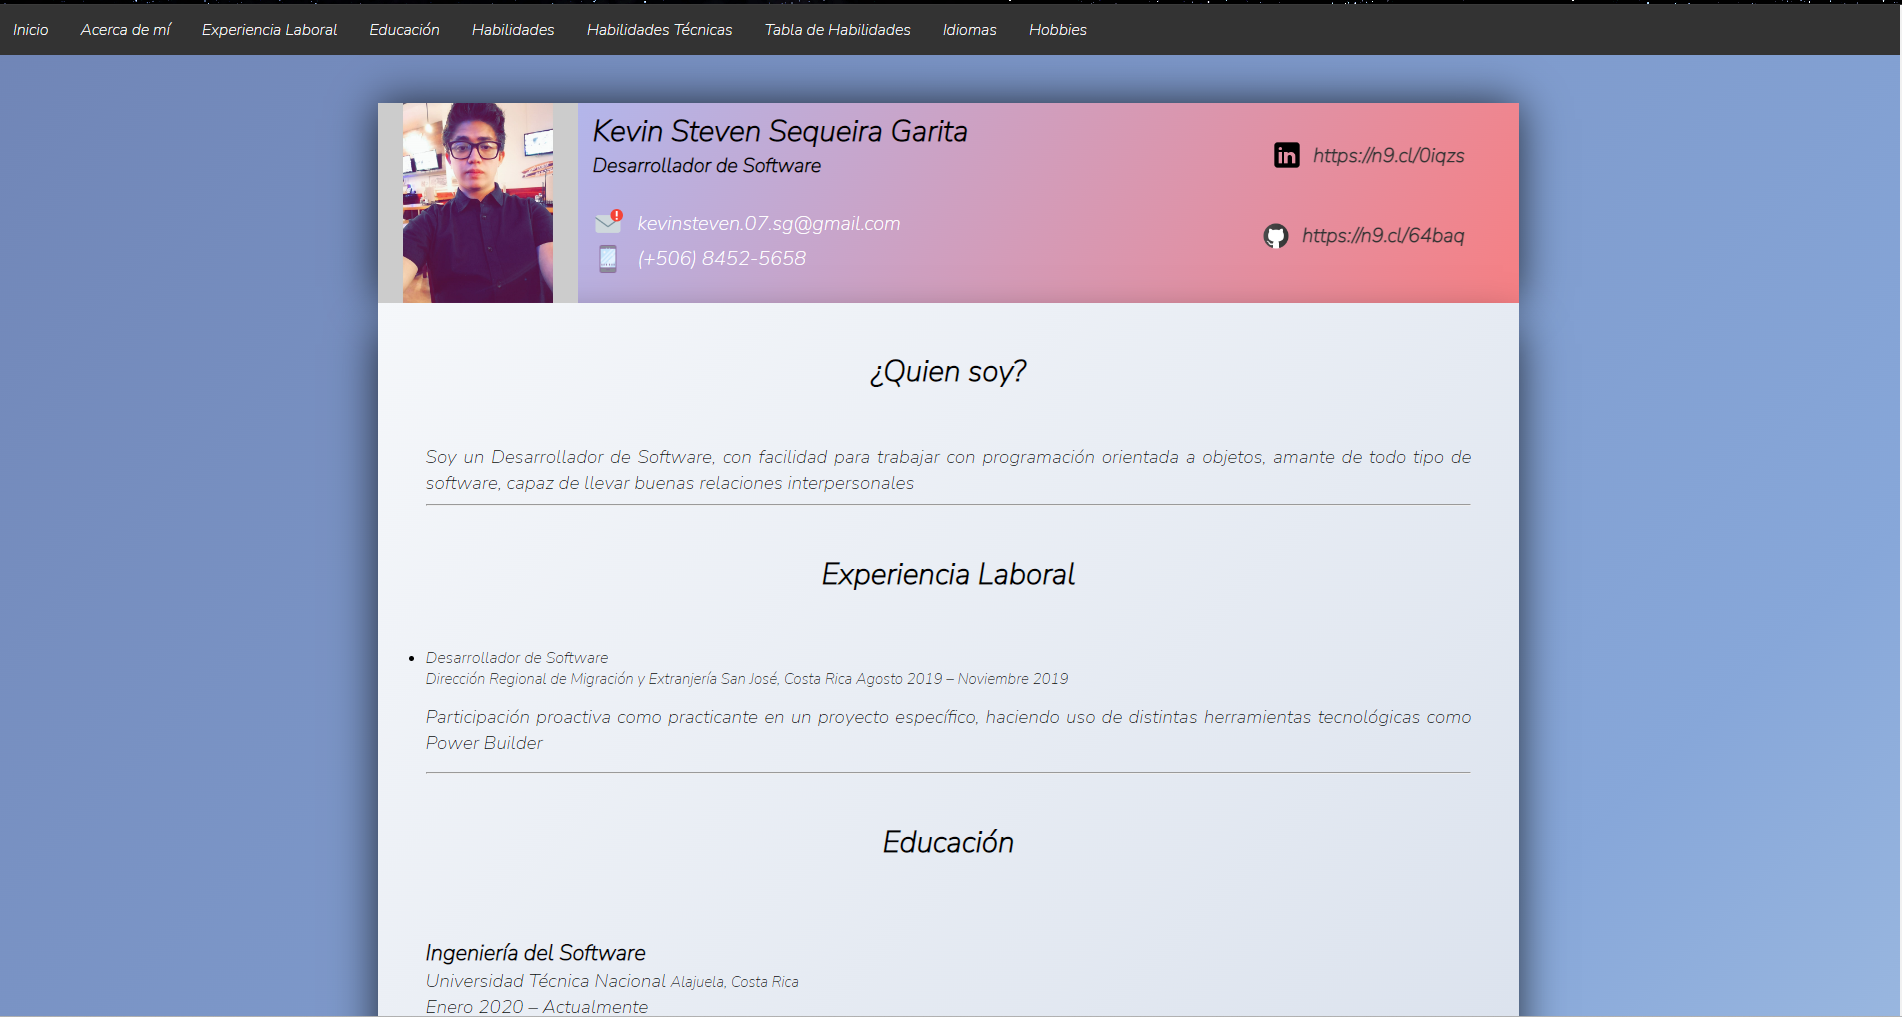 Inicio Acerca de mí Experiencia Laboral Educación Habilidades Habilidades Técnicas Tabla de Habilidades Idiomas Hobbies
Kevin Steven Sequeira Garita
Desarrollador de Software
kevinsteven.07.sg@gmail.com
(+506) 8452-5658
https://n9.cl/0iqzs
https://n9.cl/64baq
¿Quien soy?
Soy un Desarrollador de Software, con facilidad para trabajar con programación orientada a objetos, amante de todo tipo de
software, capaz de llevar buenas relaciones interpersonales
Experiencia Laboral
Desarrollador de Software
Dirección Regional de Migración y Extranjería San José, Costa Rica Agosto 2019 – Noviembre 2019
Participación proactiva como practicante en un proyecto específico, haciendo uso de distintas herramientas tecnológicas como
Power Builder
Educación
Ingeniería del Software
Universidad Técnica Nacional Alajuela, Costa Rica
Enero 2020 – Actualmente